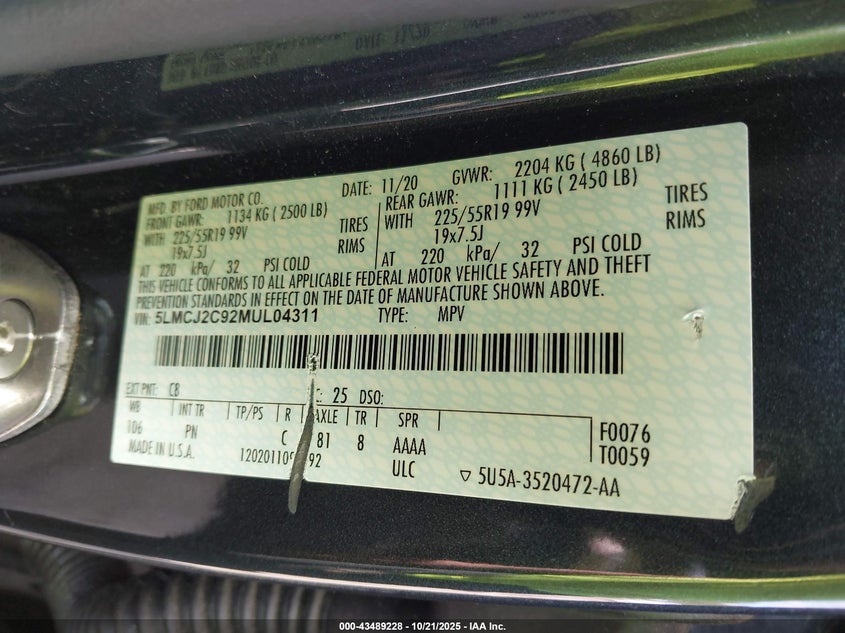 MFD. BY FORD MOTOR CO.
DATE: 11/20 GVWR: 2204 KG ( 4860 LB)
FRONT GAWR: 1134 KG ( 2500 LB) REAR GAWR: 1111 KG ( 2450 LB)
WITH 225/55R19 99V TIRES WITH 225/55R19 99V TIRES
19x7.5J RIMS 19x7.5J RIMS
AT 220 kPa/ 32 PSI COLD AT 220 kPa/ 32 PSI COLD
THIS VEHICLE CONFORMS TO ALL APPLICABLE FEDERAL MOTOR VEHICLE SAFETY AND THEFT
PREVENTION STANDARDS IN EFFECT ON THE DATE OF MANUFACTURE SHOWN ABOVE.
VIN: 5LMCJ2C92MUL04311 TYPE: MPV
EXT PNT: C8 25 DSO:
WB INT TR TP/PS R AXLE TR SPR
106 PN C 81 8 AAAA
F0076
T0059
MADE IN U.S.A. ULC
5U5A-3520472-AA
000-43489228 - 10/21/2025 - IAA Inc.